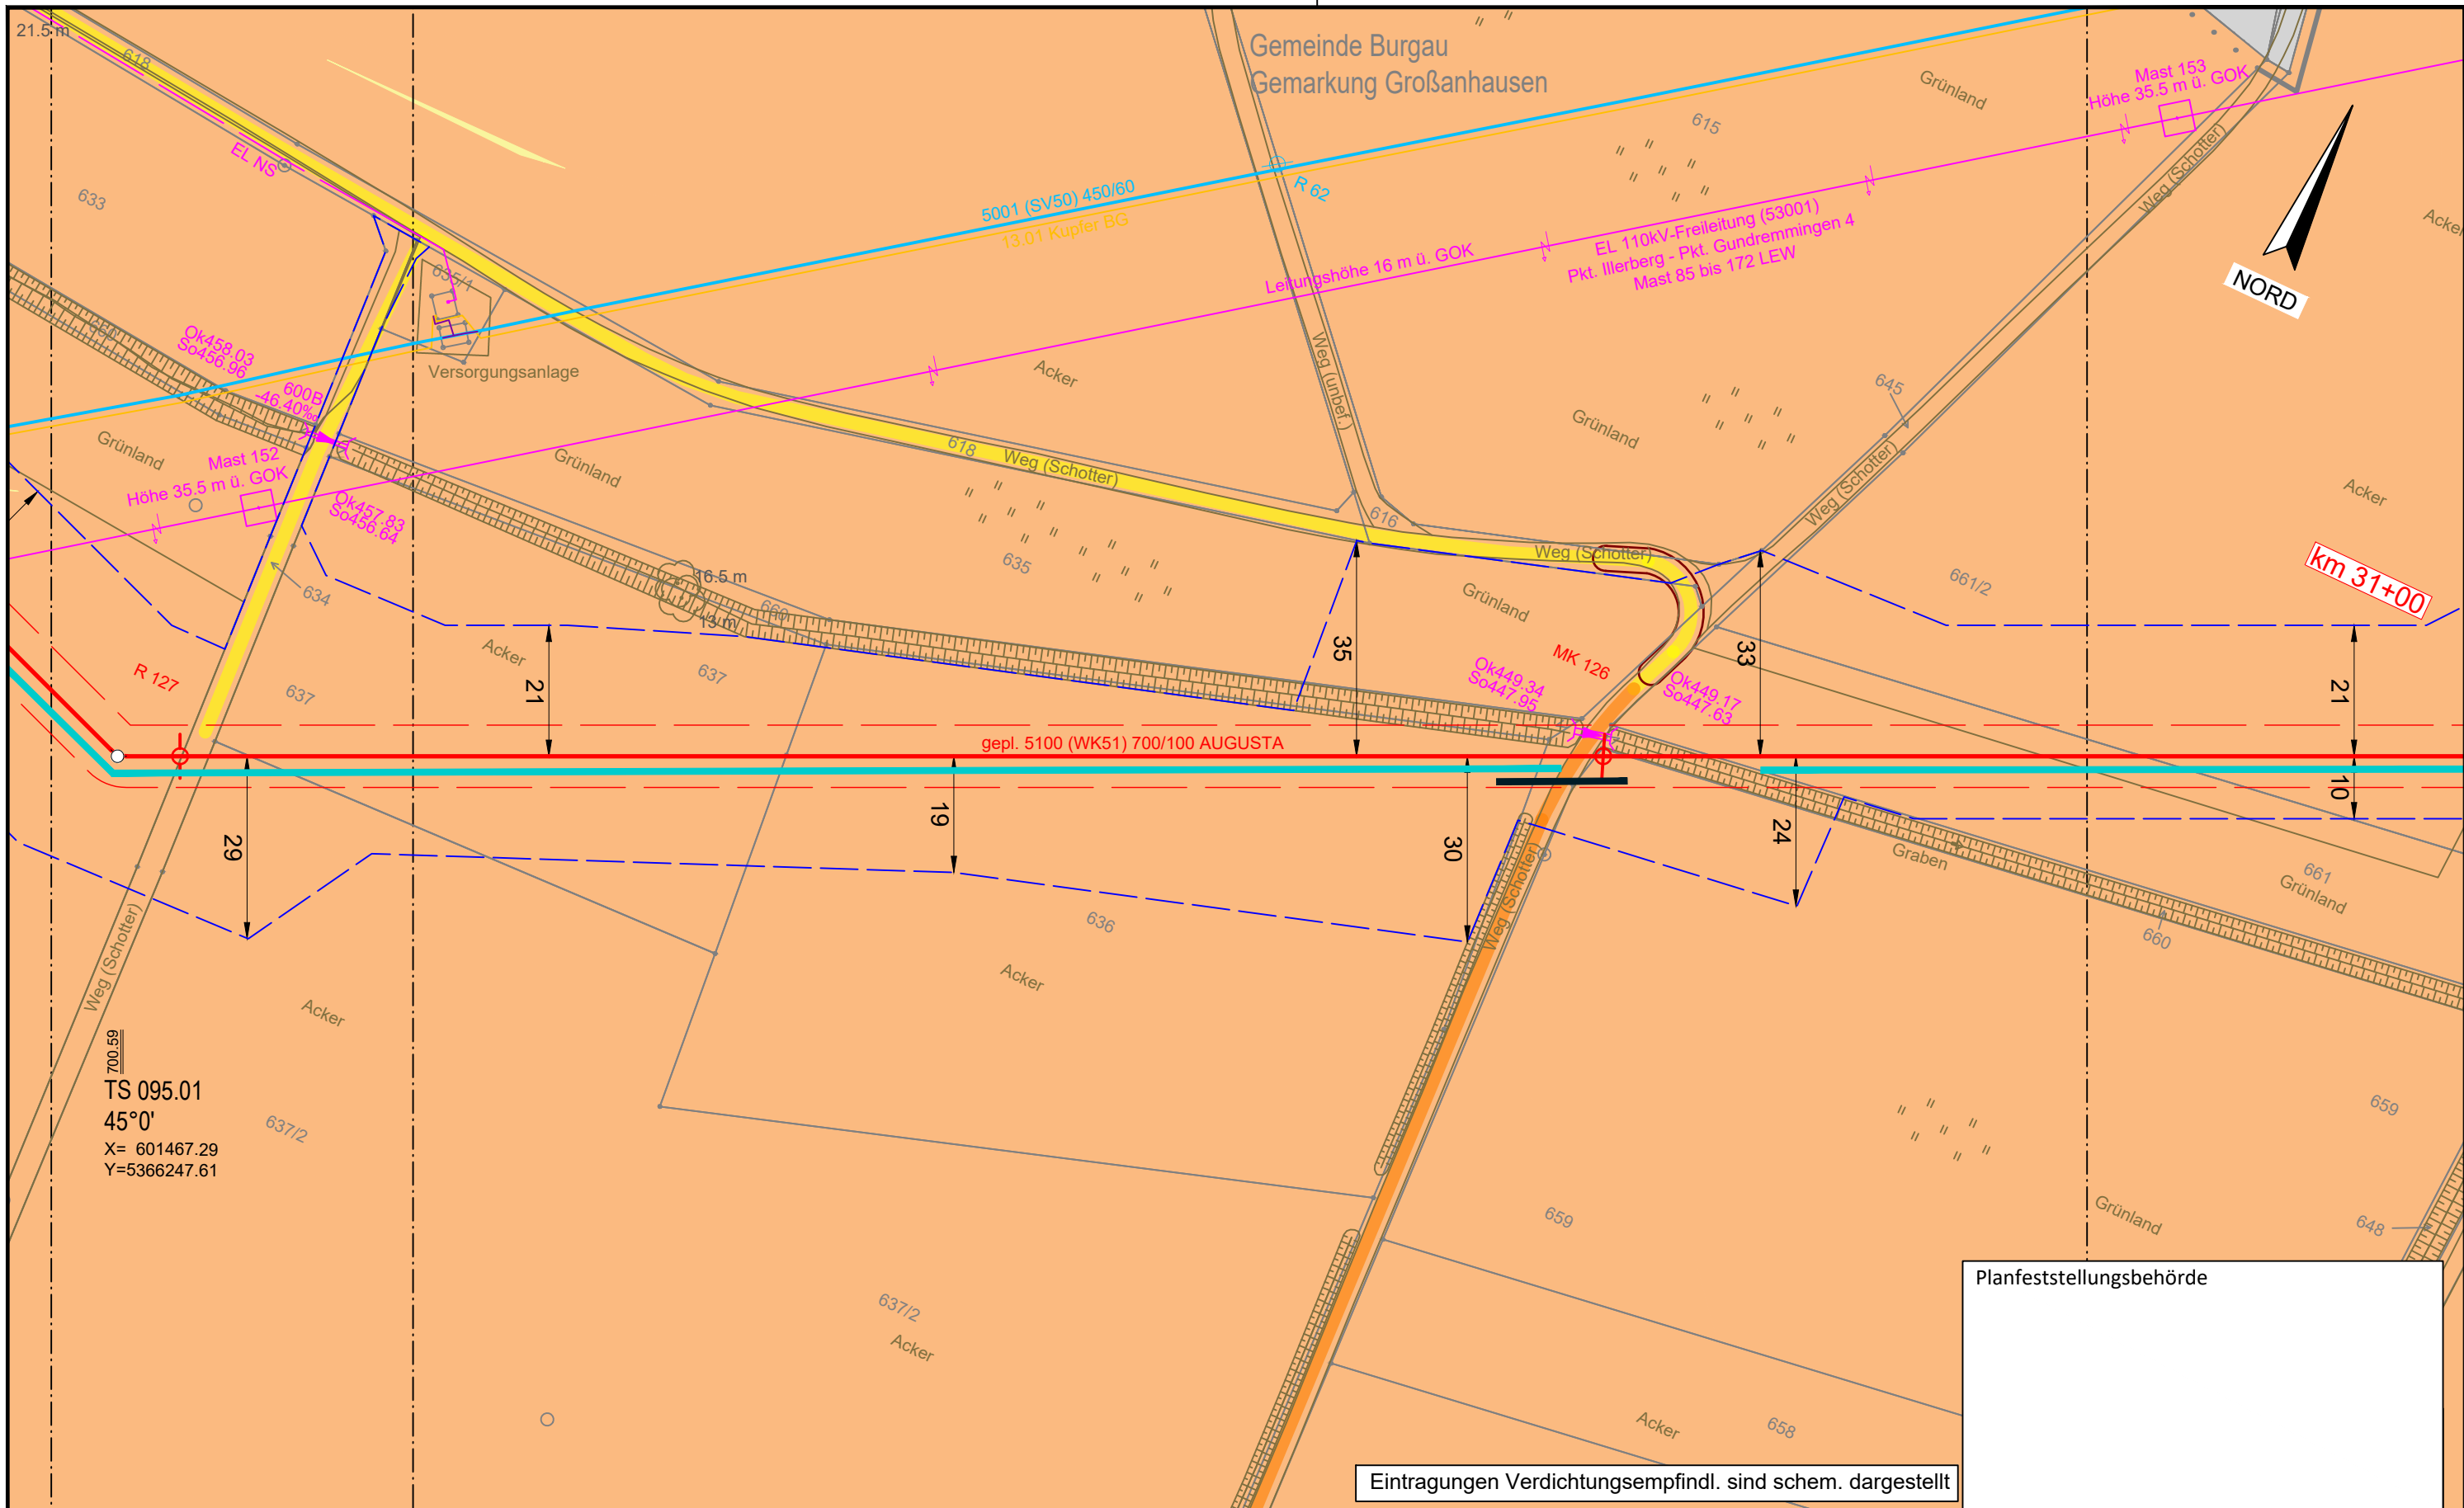 21.5 m
618
Gemeinde Burgau
Gemarkung Großanhausen
Grünland
Mast 153
Höhe 35.5 m ü. GOK
615
EL NS
633
5001 (SV50) 450/60
13.01 Kupfer BG
R 62
Weg (Schotter)
Acker
EL 110kV-Freileitung (53001)
Pkt. Illerberg - Pkt. Gundremmingen 4
Mast 85 bis 172 LEW
Leitungshöhe 16 m ü. GOK
NORD
635/1
660
Ok458.03
So456.96
Versorgungsanlage
600B
-46.40‰
Acker
Weg (unbef.)
645
Grünland
Grünland
Mast 152
Höhe 35.5 m ü. GOK
Grünland
618
Weg (Schotter)
Weg (Schotter)
Acker
Ok457.83
So456.64
616
Weg (Schotter)
635
16.5 m
13 m
660
634
Grünland
661/2
km 31+00
Acker
637
R 127
637
21
35
MK 126
33
Ok449.34
So447.95
Ok449.17
So447.63
21
gepl. 5100 (WK51) 700/100 AUGUSTA
10
29
19
30
24
Graben
661
Grünland
660
Weg (Schotter)
Weg (Schotter)
636
Acker
Acker
700.59
TS 095.01
45°0'
X= 601467.29
Y=5366247.61
637/2
659
659
Grünland
648
Planfeststellungsbehörde
637/2
Acker
Acker
658
Eintragungen Verdichtungsempfindl. sind schem. dargestellt